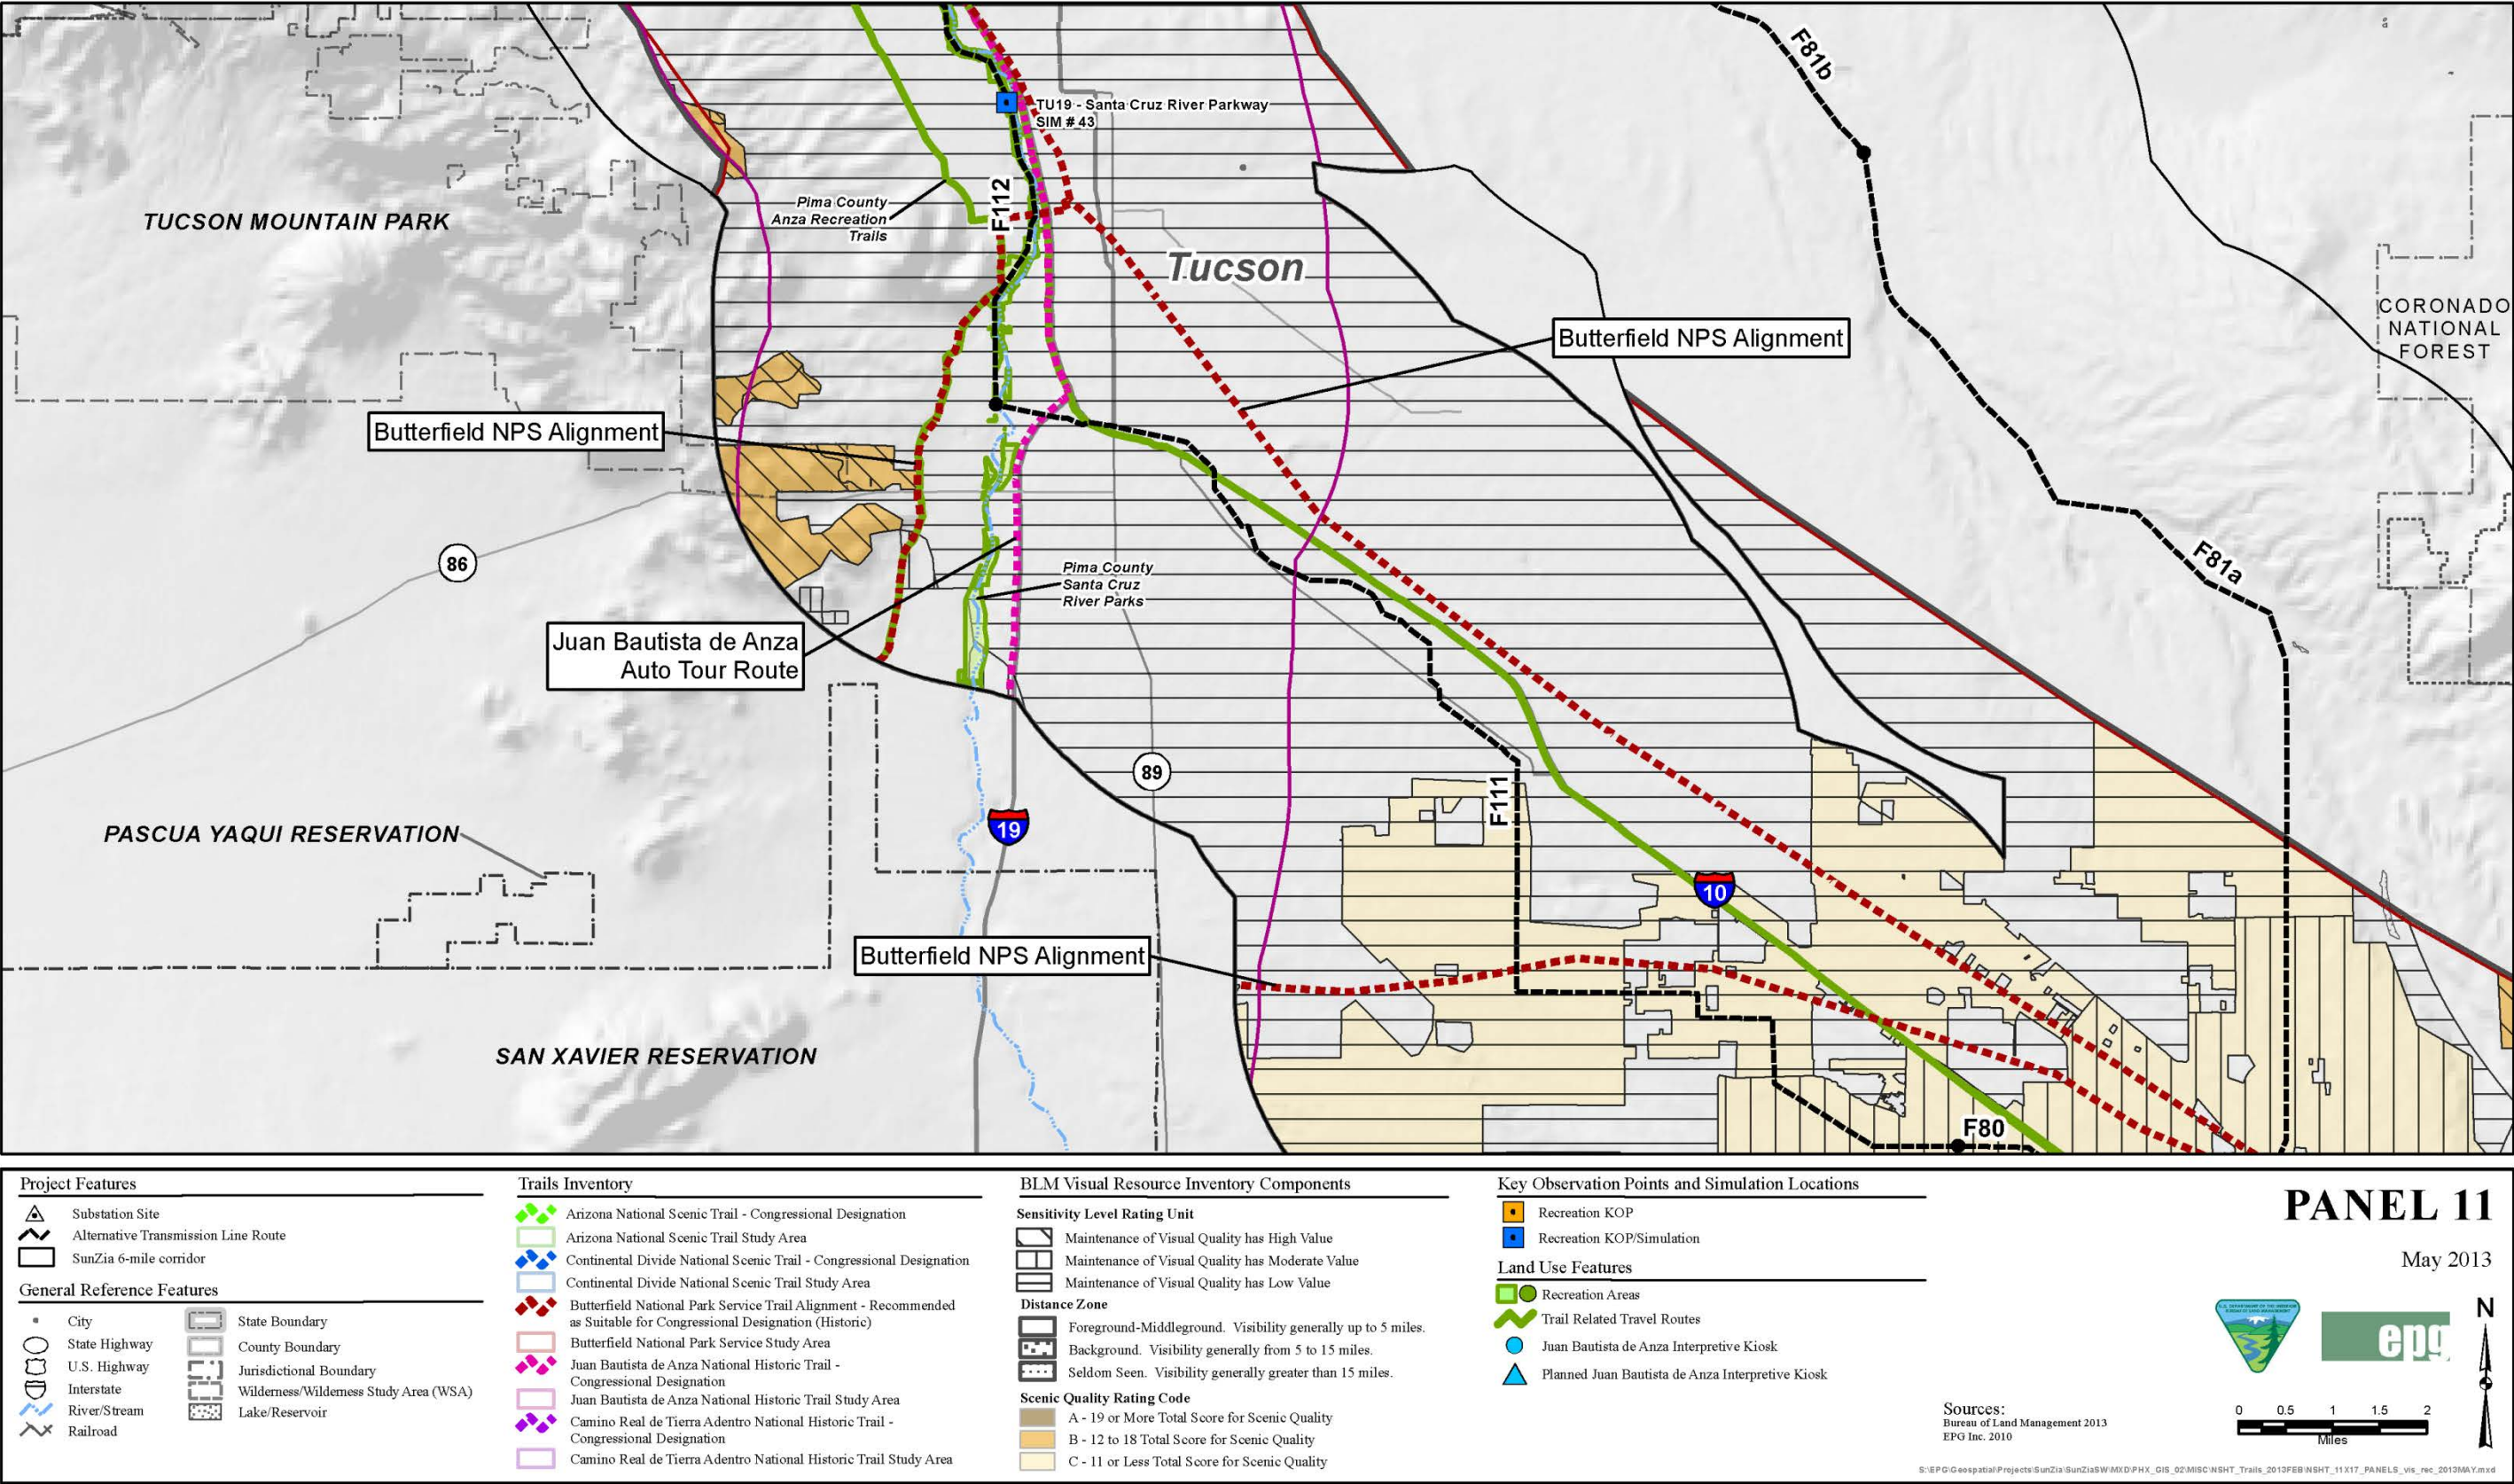 F81b
TU19 - Santa Cruz River Parkway
SIM # 43
Pima County
Anza Recreation
Trails
F112
TUCSON MOUNTAIN PARK
Tucson
CORONADO
NATIONAL
FOREST
Butterfield NPS Alignment
Butterfield NPS Alignment
86
F81a
Pima County
Santa Cruz
River Parks
Juan Bautista de Anza
Auto Tour Route
89
F111
PASCUA YAQUI RESERVATION
19
10
Butterfield NPS Alignment
SAN XAVIER RESERVATION
F80
Project Features
Substation Site
Alternative Transmission Line Route
SunZia 6-mile corridor
General Reference Features
City
State Highway
U.S. Highway
Interstate
River/Stream
Railroad
State Boundary
County Boundary
Jurisdictional Boundary
Wilderness/Wilderness Study Area (WSA)
Lake/Reservoir
Trails Inventory
Arizona National Scenic Trail - Congressional Designation
Arizona National Scenic Trail Study Area
Continental Divide National Scenic Trail - Congressional Designation
Continental Divide National Scenic Trail Study Area
Butterfield National Park Service Trail Alignment - Recommended
as Suitable for Congressional Designation (Historic)
Butterfield National Park Service Study Area
Juan Bautista de Anza National Historic Trail -
Congressional Designation
Juan Bautista de Anza National Historic Trail Study Area
Camino Real de Tierra Adentro National Historic Trail -
Congressional Designation
Camino Real de Tierra Adentro National Historic Trail Study Area
BLM Visual Resource Inventory Components
Sensitivity Level Rating Unit
Maintenance of Visual Quality has High Value
Maintenance of Visual Quality has Moderate Value
Maintenance of Visual Quality has Low Value
Distance Zone
Foreground-Middleground. Visibility generally up to 5 miles.
Background. Visibility generally from 5 to 15 miles.
Seldom Seen. Visibility generally greater than 15 miles.
Scenic Quality Rating Code
A - 19 or More Total Score for Scenic Quality
B - 12 to 18 Total Score for Scenic Quality
C - 11 or Less Total Score for Scenic Quality
Key Observation Points and Simulation Locations
Recreation KOP
Recreation KOP/Simulation
Land Use Features
Recreation Areas
Trail Related Travel Routes
Juan Bautista de Anza Interpretive Kiosk
Planned Juan Bautista de Anza Interpretive Kiosk
PANEL 11
May 2013
epg
N
Sources:
Bureau of Land Management 2013
EPG Inc. 2010
0 0.5 1 1.5 2
Miles
S:\EPG\Geospatial\Projects\SunZia\SunZiaSW\MXD\PHX_GIS_02\MISC\NSHT_Trails_2013FEB\NSHT_11X17_PANELS_vis_rec_2013MAY.mxd